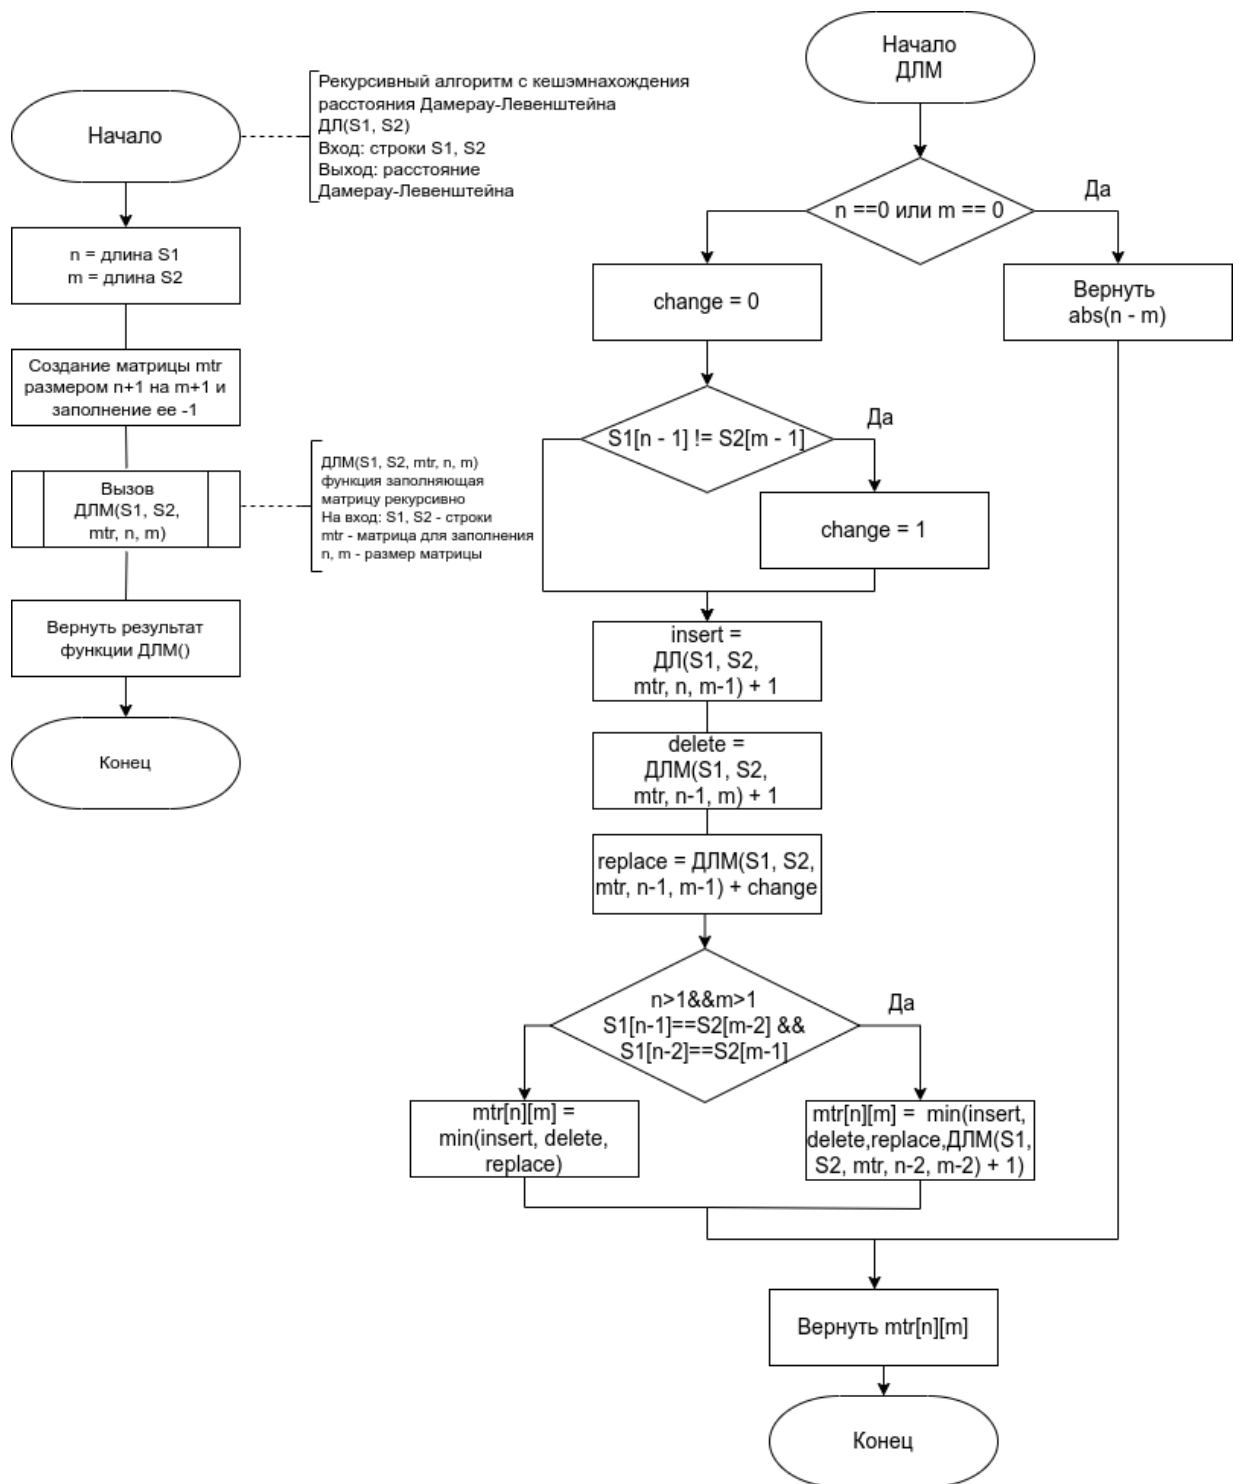 Начало
Рекурсивный алгоритм с кешэмнахождения
расстояния Дамерау-Левенштейна
ДЛ(S1, S2)
Вход: строки S1, S2
Выход: расстояние
Дамерау-Левенштейна
n = длина S1
m = длина S2
Создание матрицы mtr
размером n+1 на m+1 и
заполнение ее -1
Вызов
ДЛМ(S1, S2,
mtr, n, m)
ДЛМ(S1, S2, mtr, n, m)
функция заполняющая
матрицу рекурсивно
На вход: S1, S2 - строки
mtr - матрица для заполнения
n, m - размер матрицы
Вернуть результат
функции ДЛМ()
Конец
Начало
ДЛМ
n ==0 или m == 0
Да
Вернуть
abs(n - m)
change = 0
S1[n - 1] != S2[m - 1]
Да
change = 1
insert =
ДЛ(S1, S2,
mtr, n, m-1) + 1
delete =
ДЛМ(S1, S2,
mtr, n-1, m) + 1
replace = ДЛМ(S1, S2,
mtr, n-1, m-1) + change
n>1&&m>1
S1[n-1]==S2[m-2] &&
S1[n-2]==S2[m-1]
Да
mtr[n][m] =
min(insert, delete,
replace)
mtr[n][m] = min(insert,
delete,replace,ДЛМ(S1,
S2, mtr, n-2, m-2) + 1)
Вернуть mtr[n][m]
Конец